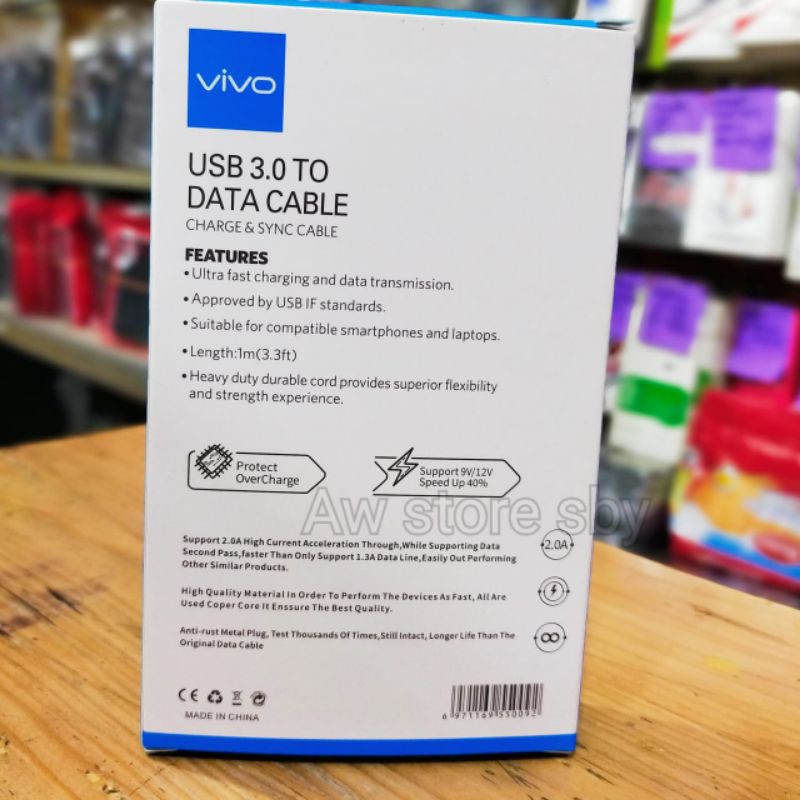 vivo
USB 3.0 TO
DATA CABLE
CHARGE & SYNC CABLE
FEATURES
• Ultra fast charging and data transmission.
• Approved by USB IF standards.
• Suitable for compatible smartphones and laptops.
• Length:1m(3.3ft)
• Heavy duty durable cord provides superior flexibility
and strength experience.
Protect
OverCharge
Support 9V/12V
Speed Up 40%
Aw store sby
Support 2.0A High Current Acceleration Through,While Supporting Data
Second Pass,faster Than Only Support 1.3A Data Line,Easily Out Performing
Other Similar Products.
2.0A
High Quality Material In Order To Perform The Devices As Fast, All Are
Used Coper Core It Enssure The Best Quality.
Anti-rust Metal Plug, Test Thousands Of Times,Still Intact, Longer Life Than The
Original Data Cable
CE
MADE IN CHINA
6 971169 550092